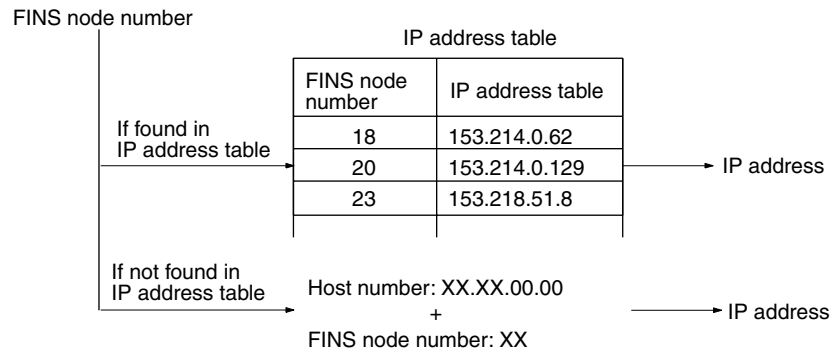 FINS node number
IP address table
FINS node
number
IP address table
If found in
IP address table
18
153.214.0.62
20
153.214.0.129
IP address
23
153.218.51.8
If not found in
IP address table
Host number: XX.XX.00.00
+
FINS node number: XX
IP address